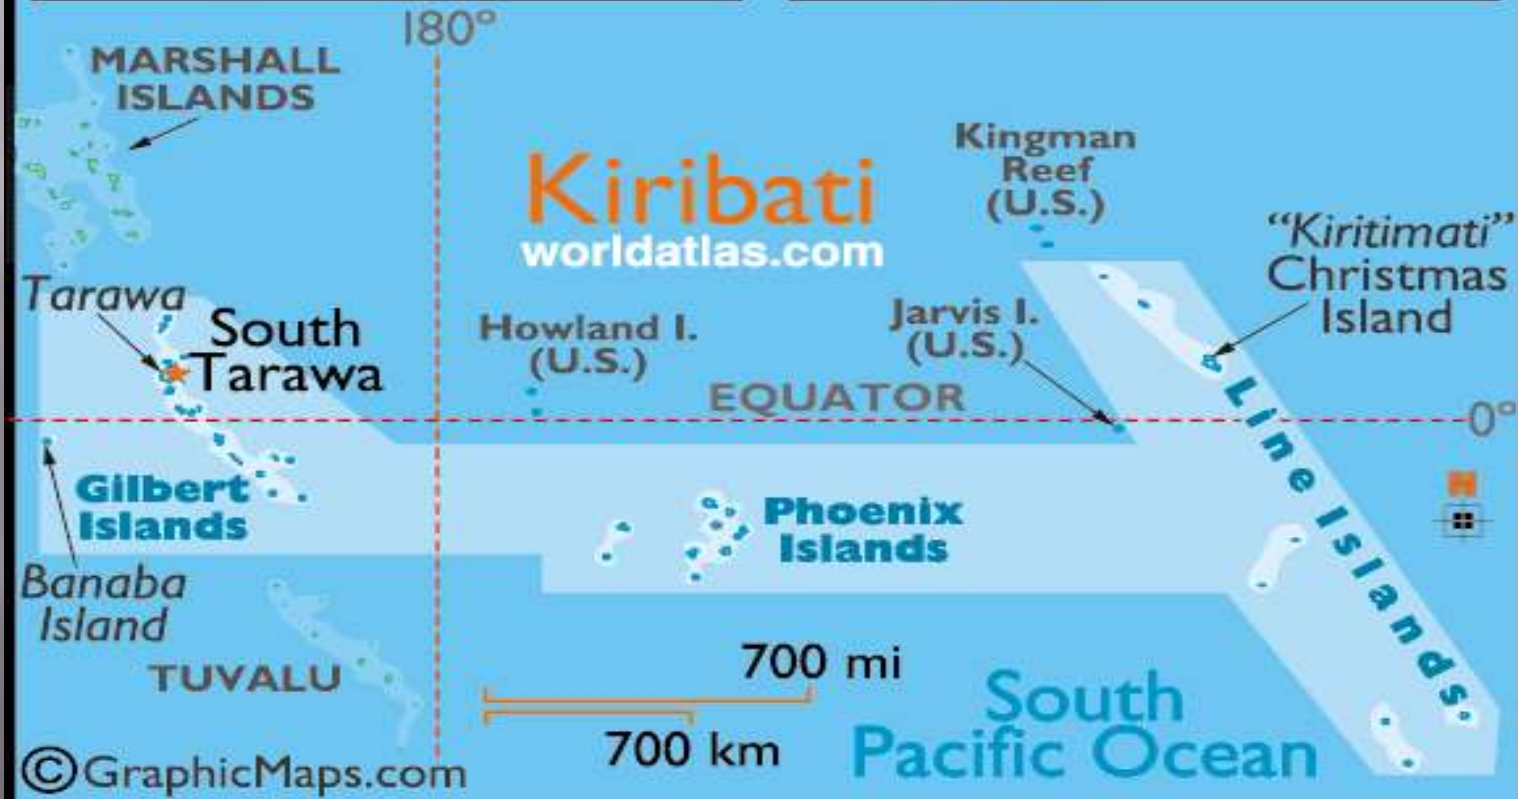 180°
MARSHALL
ISLANDS
Kingman
Reef
(U.S.)
Kiribati
worldatlas.com
"Kiritimati"
Christmas
Island
Tarawa
South
Tarawa
Howland I.
(U.S.)
Jarvis I.
(U.S.)
EQUATOR
0°
Line Islands
Gilbert
Islands
Phoenix
Islands
Banaba
Island
TUVALU
700 mi
700 km
South
Pacific Ocean
©GraphicMaps.com